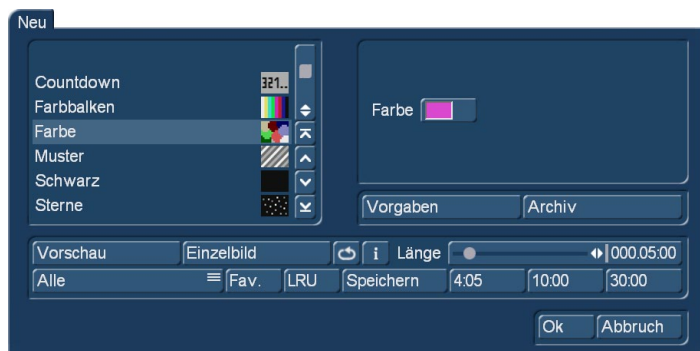 Neu
Countdown 321..
Farbbalken
Farbe
Muster
Schwarz
Sterne
Farbe
Vorgaben Archiv
Vorschau Einzelbild i Länge 000.05:00
Alle Fav. LRU Speichern 4:05 10:00 30:00
Ok Abbruch